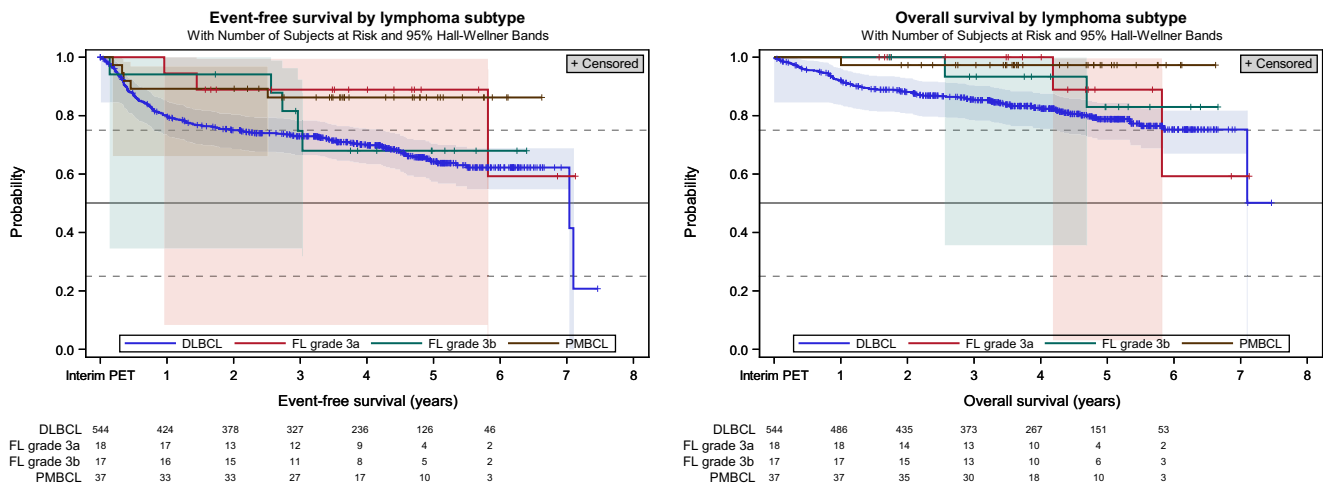 Event-free survival by lymphoma subtype
With Number of Subjects at Risk and 95% Hall-Wellner Bands
+ Censored
Probability
1.0
0.8
0.6
0.4
0.2
0.0
DLBCL FL grade 3a FL grade 3b PMBCL
Interim PET 1 2 3 4 5 6 7 8
Event-free survival (years)
DLBCL 544 424 378 327 236 126 46
FL grade 3a 18 17 13 12 9 4 2
FL grade 3b 17 16 15 11 8 5 2
PMBCL 37 33 33 27 17 10 3
Overall survival by lymphoma subtype
With Number of Subjects at Risk and 95% Hall-Wellner Bands
+ Censored
Probability
1.0
0.8
0.6
0.4
0.2
0.0
DLBCL FL grade 3a FL grade 3b PMBCL
Interim PET 1 2 3 4 5 6 7 8
Overall survival (years)
DLBCL 544 486 435 373 267 151 53
FL grade 3a 18 18 14 13 10 4 2
FL grade 3b 17 17 15 13 10 6 3
PMBCL 37 37 35 30 18 10 3